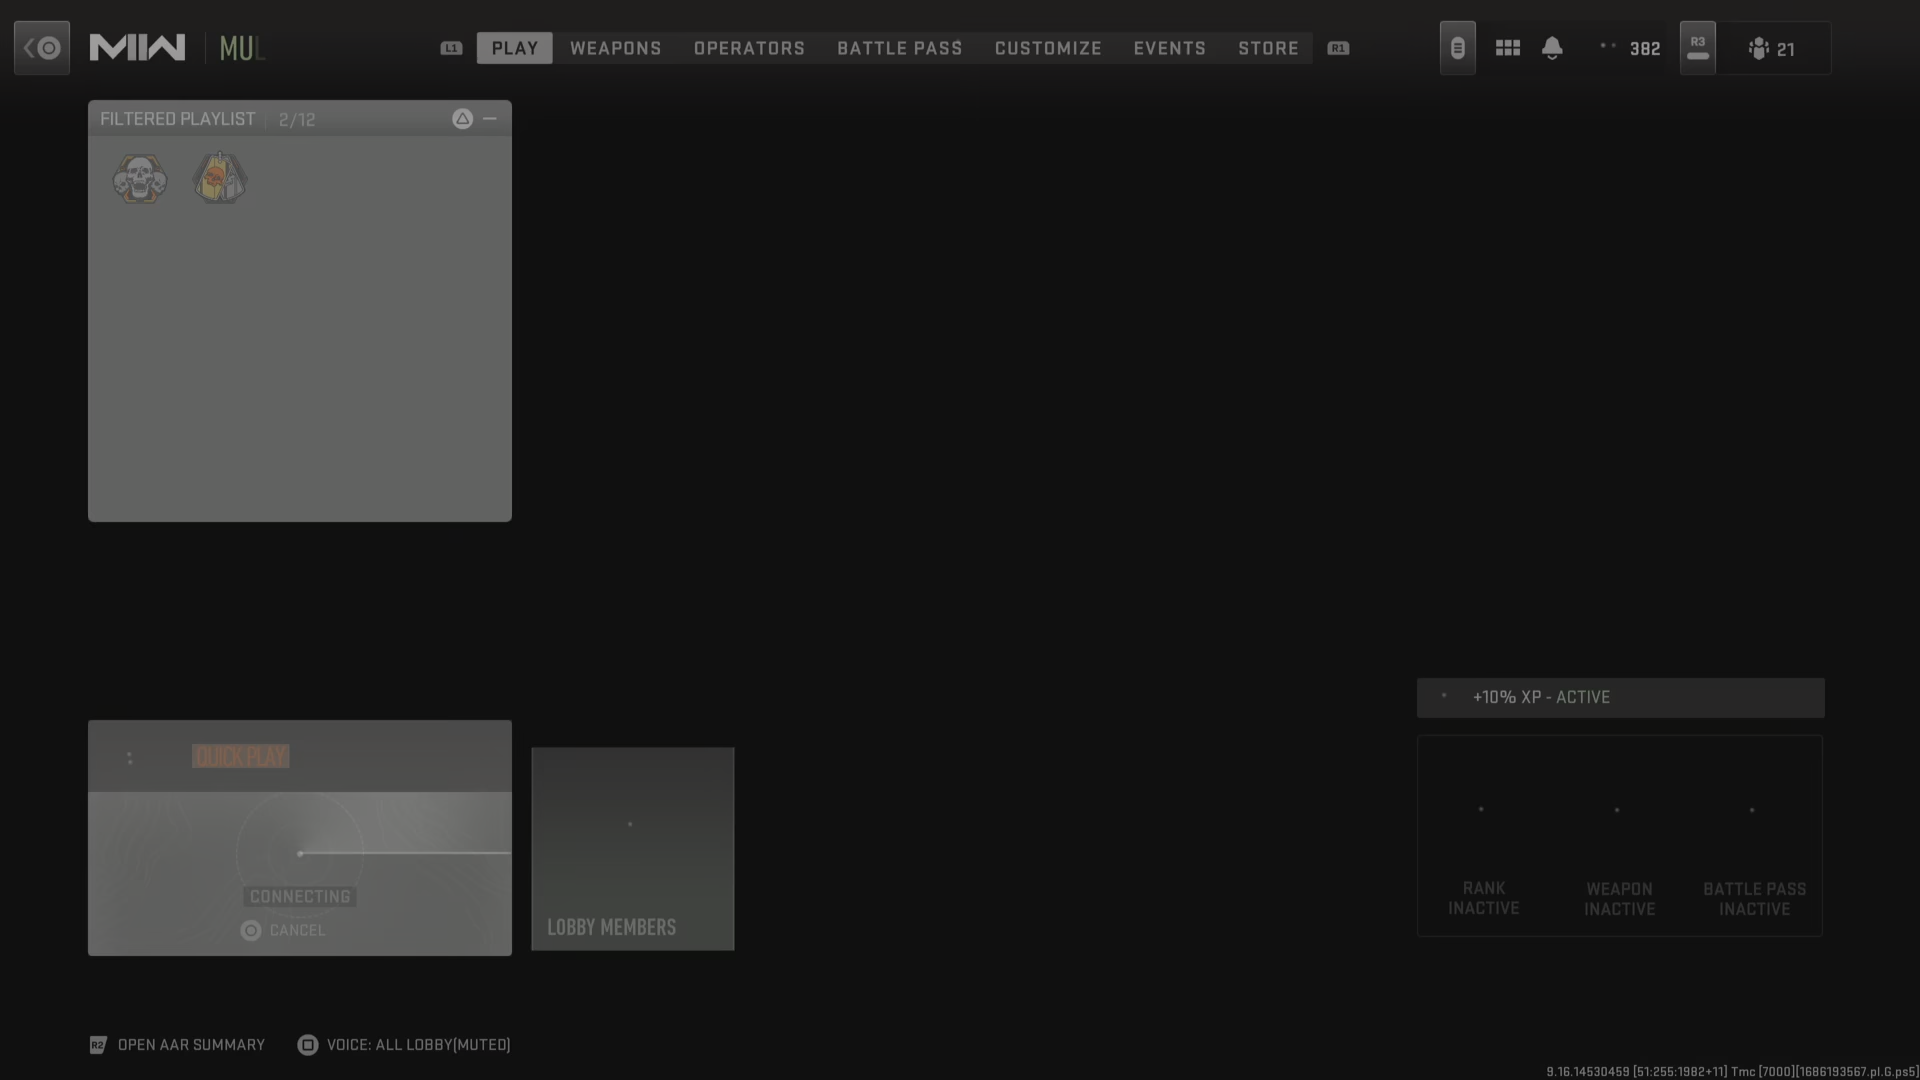 MW MUL
L1 PLAY WEAPONS OPERATORS BATTLE PASS CUSTOMIZE EVENTS STORE R1
382 R3 21
FILTERED PLAYLIST 2/12
+10% XP - ACTIVE
QUICK PLAY
CONNECTING
CANCEL
LOBBY MEMBERS
RANK INACTIVE
WEAPON INACTIVE
BATTLE PASS INACTIVE
R2 OPEN AAR SUMMARY VOICE: ALL LOBBY(MUTED)
9.16.14530459 [51:255:1982+11] Tmc [7000][1686193567.pl.G.ps5]